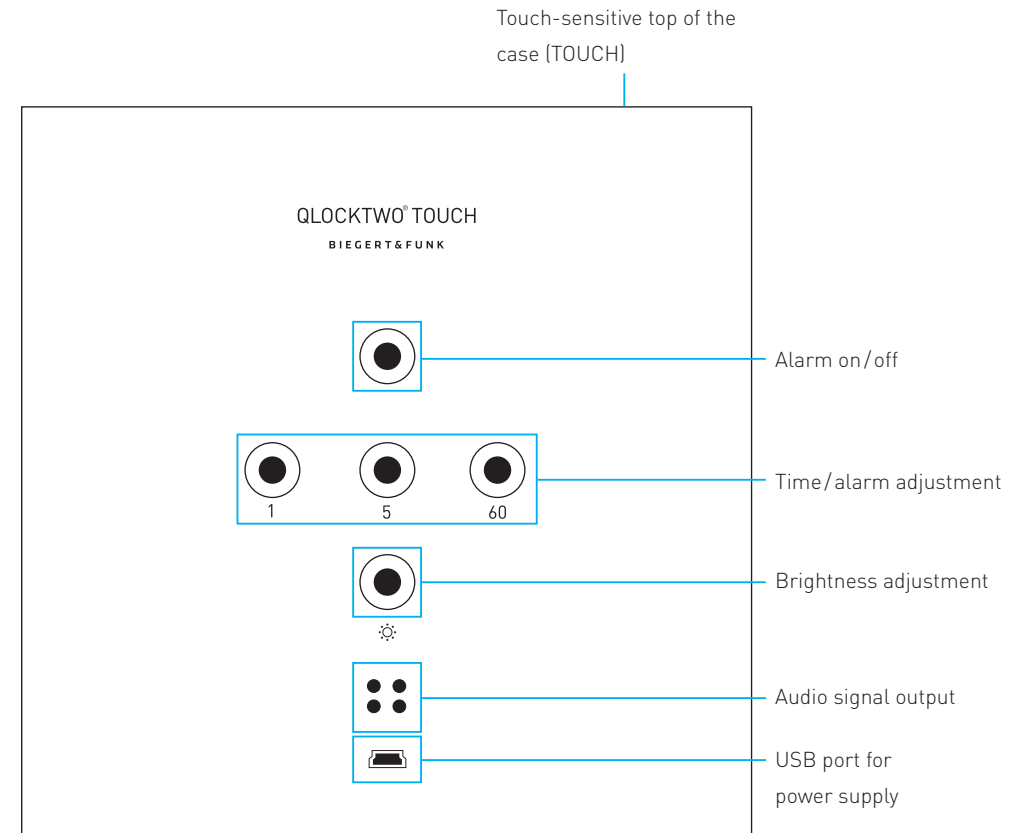 Touch-sensitive top of the
case (TOUCH)
QLOCKTWO® TOUCH
BIEGERT&FUNK
Alarm on/off
1 5 60
Time/alarm adjustment
Brightness adjustment
Audio signal output
USB port for
power supply